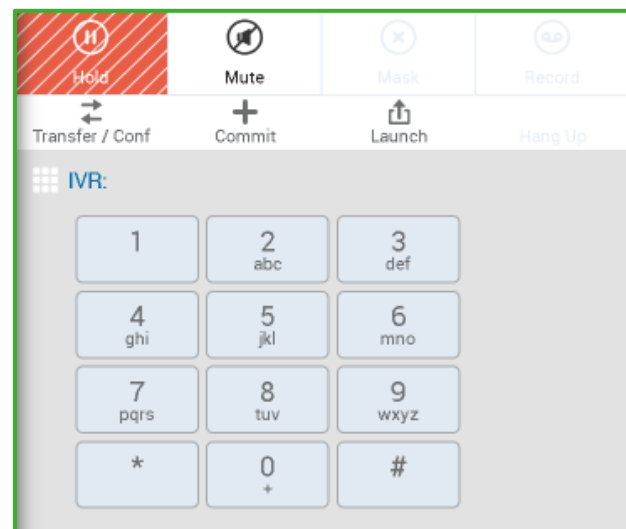 Hold Mute Mask Record
Transfer / Conf Commit Launch Hang Up
IVR:
1 2 3
abc def
4 5 6
ghi jkl mno
7 8 9
pqrs tuv wxyz
* 0 #
+